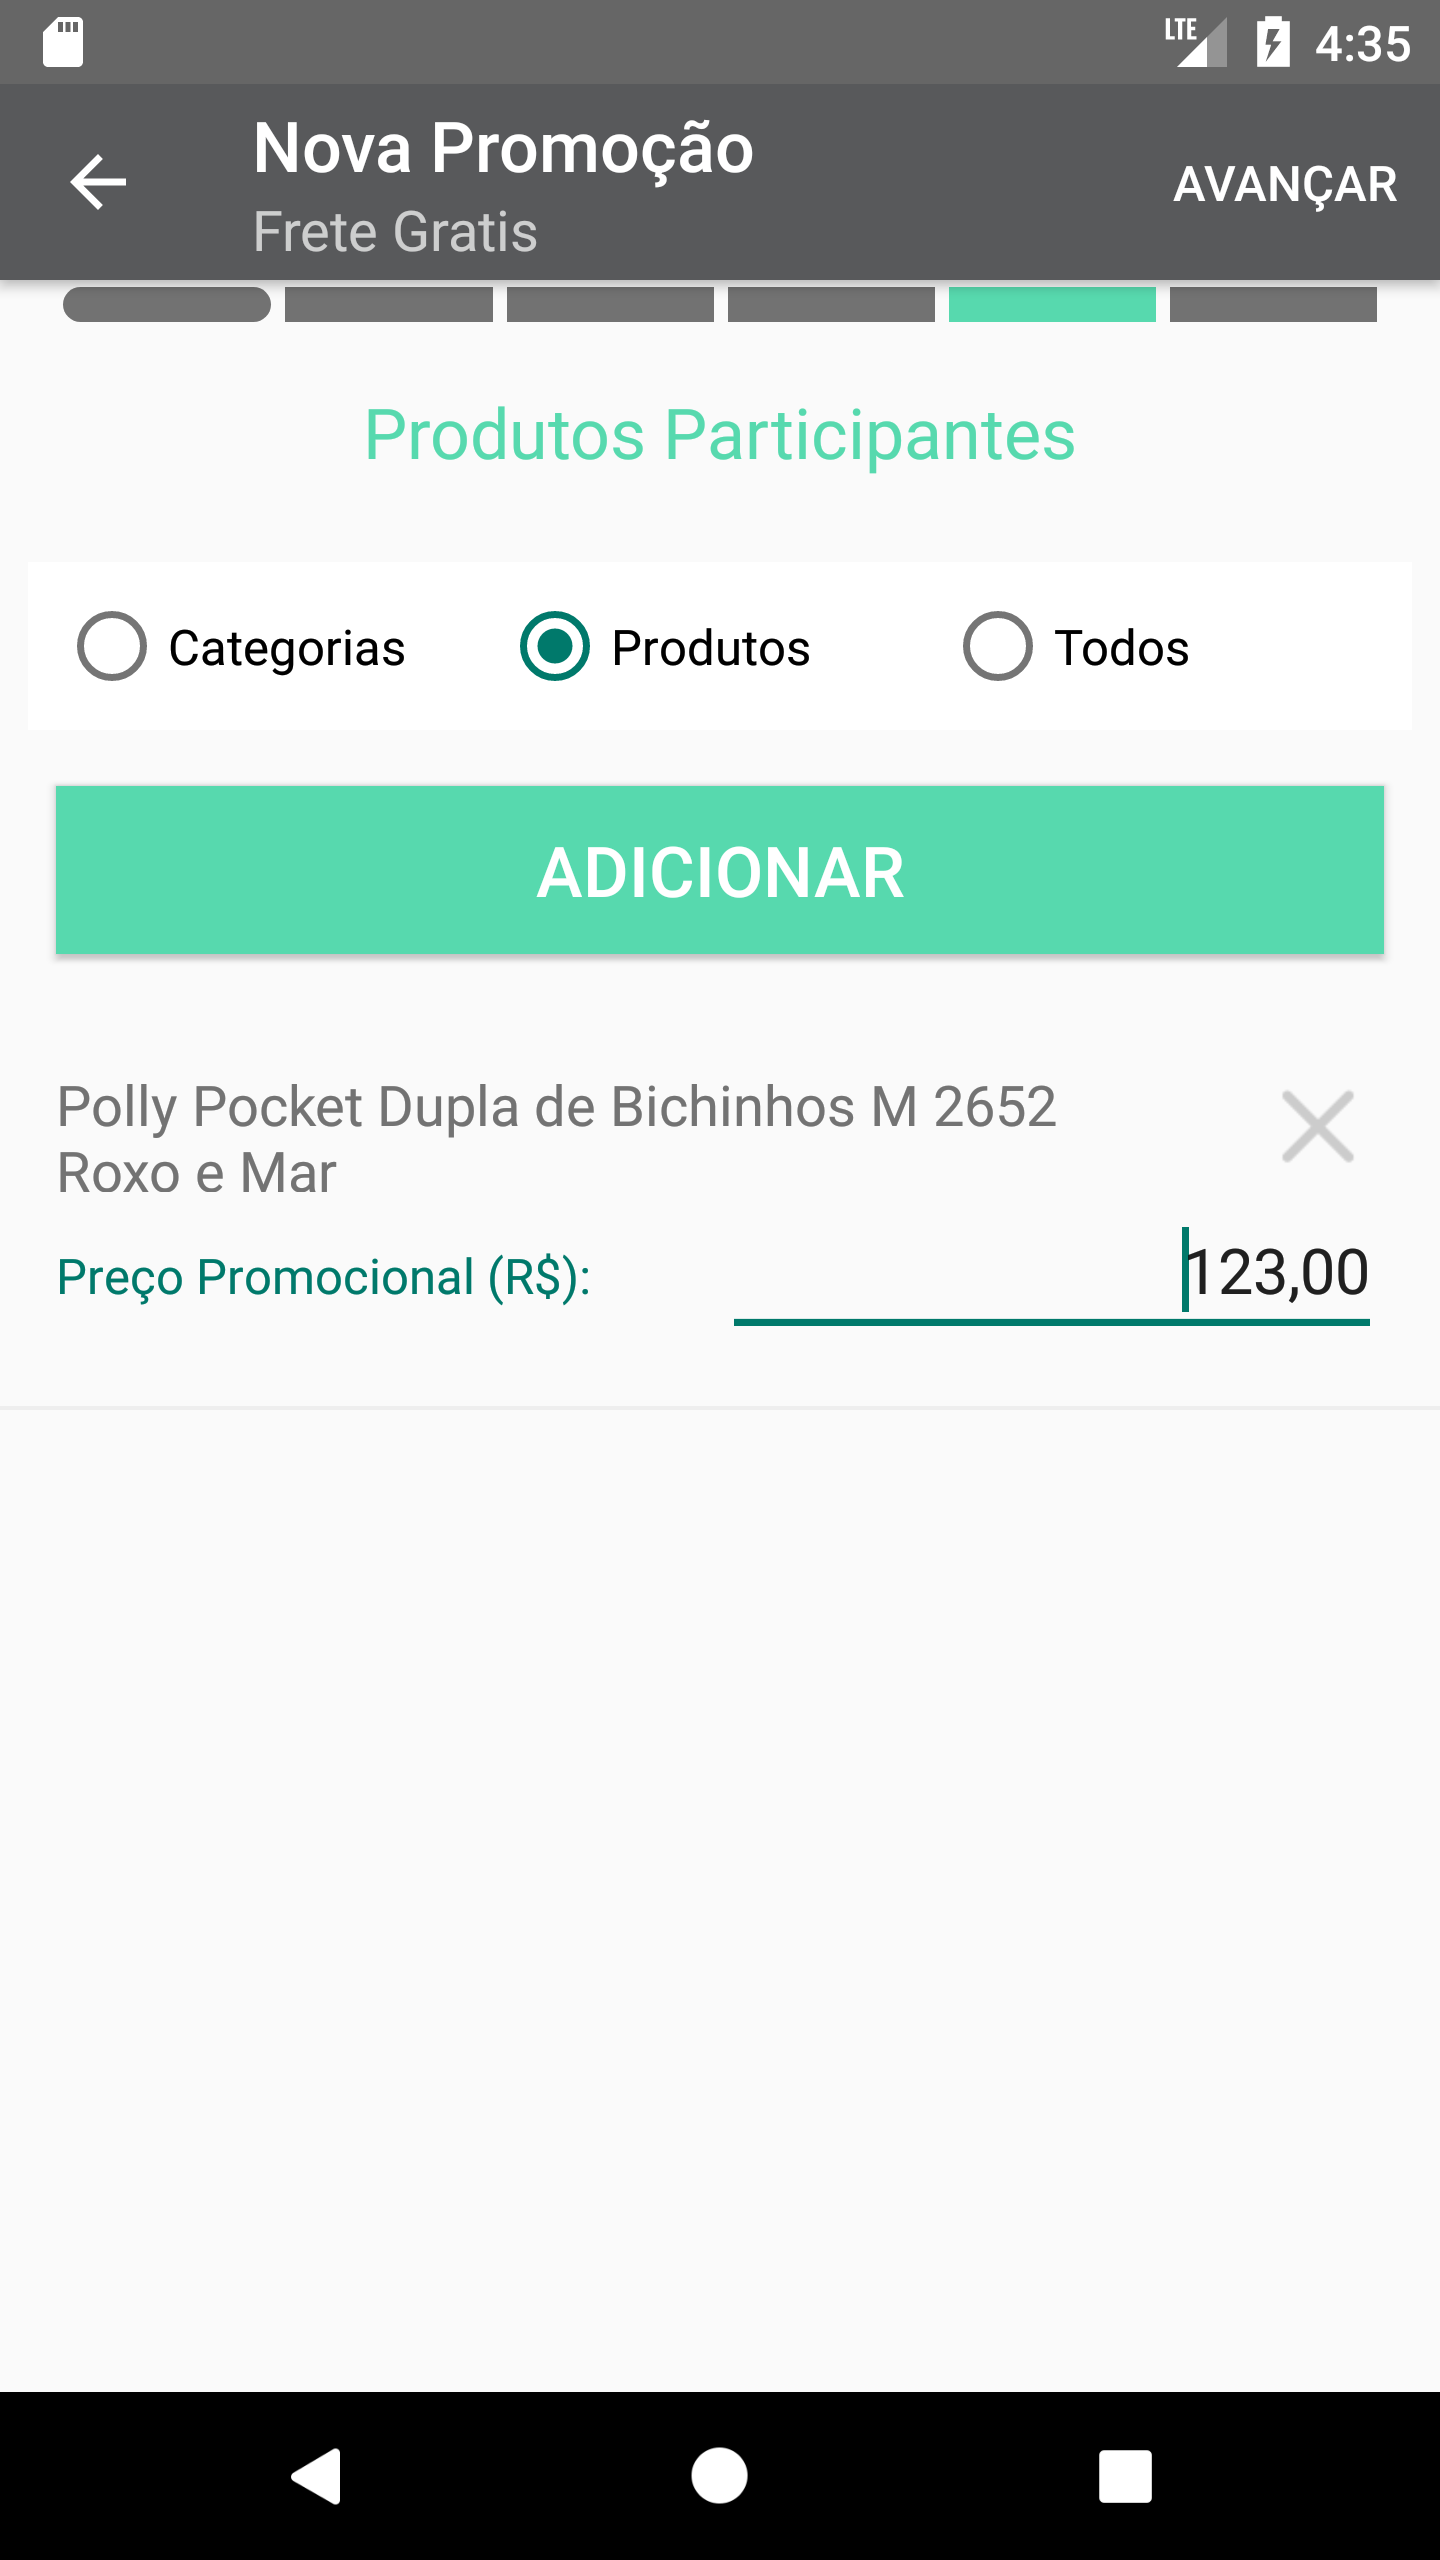 LTE 4:35
Nova Promoção
Frete Gratis
AVANÇAR
Produtos Participantes
Categorias
Produtos
Todos
ADICIONAR
Polly Pocket Dupla de Bichinhos M 2652
Roxo e Mar
Preço Promocional (R$):
123,00